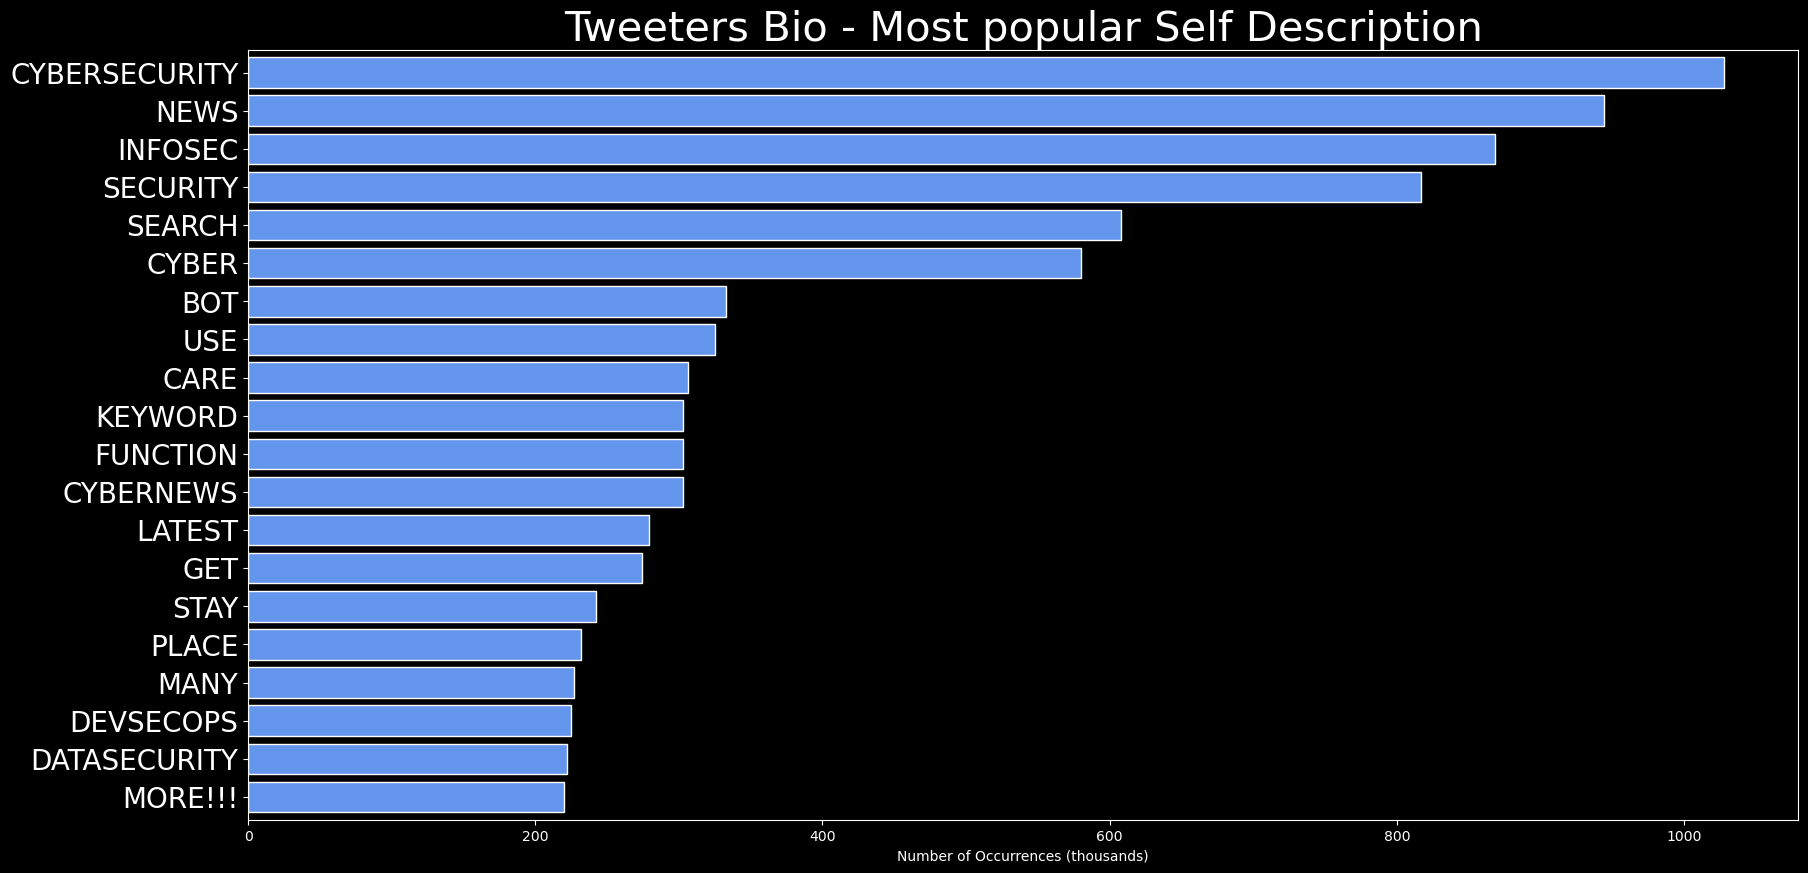 Tweeters Bio - Most popular Self Description
CYBERSECURITY
NEWS
INFOSEC
SECURITY
SEARCH
CYBER
BOT
USE
CARE
KEYWORD
FUNCTION
CYBERNEWS
LATEST
GET
STAY
PLACE
MANY
DEVSECOPS
DATASECURITY
MORE!!!
0 200 400 600 800 1000
Number of Occurrences (thousands)